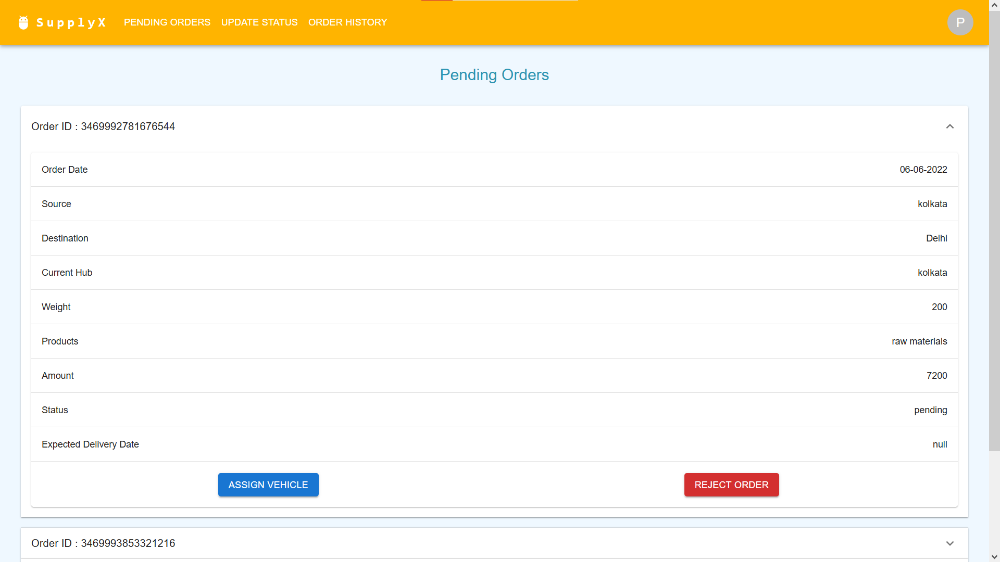 SupplyX PENDING ORDERS UPDATE STATUS ORDER HISTORY P
Pending Orders
Order ID : 3469992781676544
Order Date 06-06-2022
Source kolkata
Destination Delhi
Current Hub kolkata
Weight 200
Products raw materials
Amount 7200
Status pending
Expected Delivery Date null
ASSIGN VEHICLE REJECT ORDER
Order ID : 3469993853321216